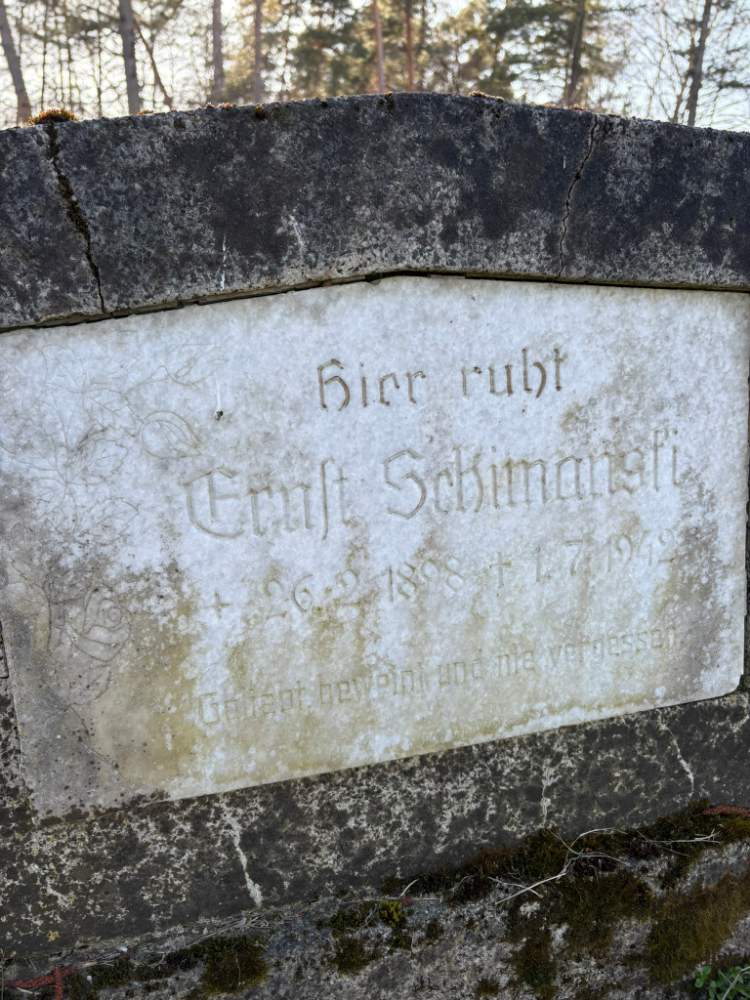 Hier ruht
Ernst Schimanski
+ 26. 2. 1898 + 1. 7. 1942
Geliebt beweint und nie vergessen